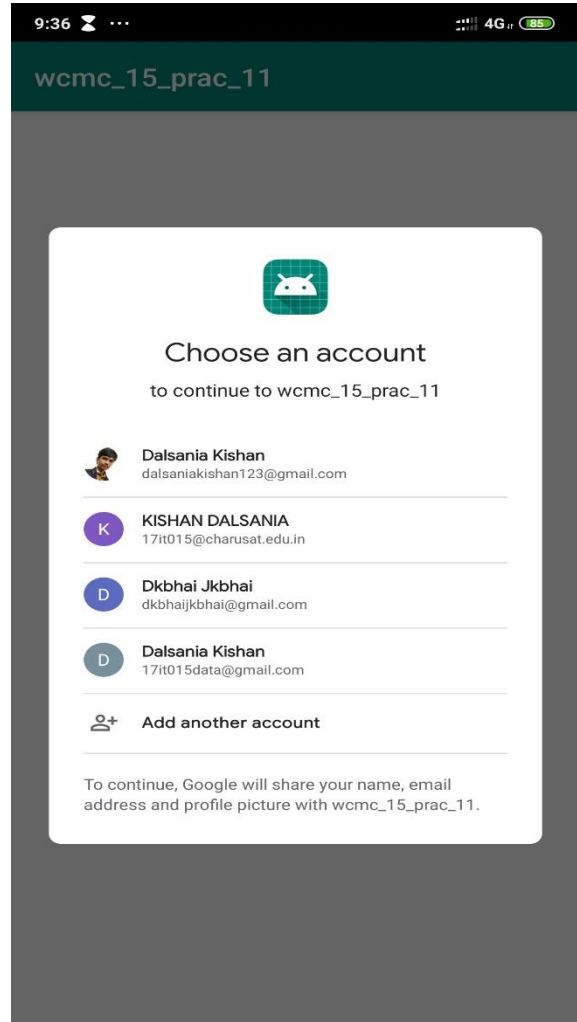 9:36 ... 4G 85
wcmc_15_prac_11
Choose an account
to continue to wcmc_15_prac_11
Dalsania Kishan
dalsaniakishan123@gmail.com
K
KISHAN DALSANIA
17it015@charusat.edu.in
D
Dkbhai Jkbhai
dkbhaijkbhai@gmail.com
D
Dalsania Kishan
17it015data@gmail.com
Add another account
To continue, Google will share your name, email
address and profile picture with wcmc_15_prac_11.